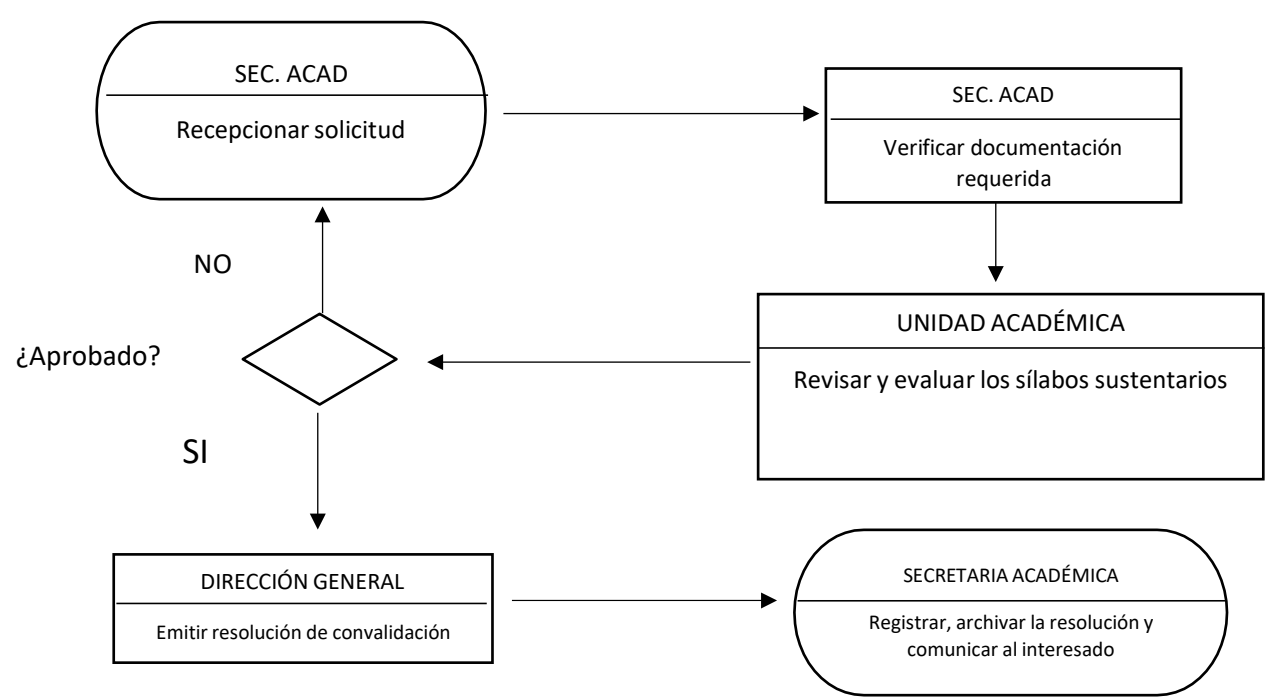 SEC. ACAD
Recepcionar solicitud
SEC. ACAD
Verificar documentación
requerida
NO
¿Aprobado?
UNIDAD ACADÉMICA
Revisar y evaluar los sílabos sustentarios
SI
DIRECCIÓN GENERAL
Emitir resolución de convalidación
SECRETARIA ACADÉMICA
Registrar, archivar la resolución y
comunicar al interesado